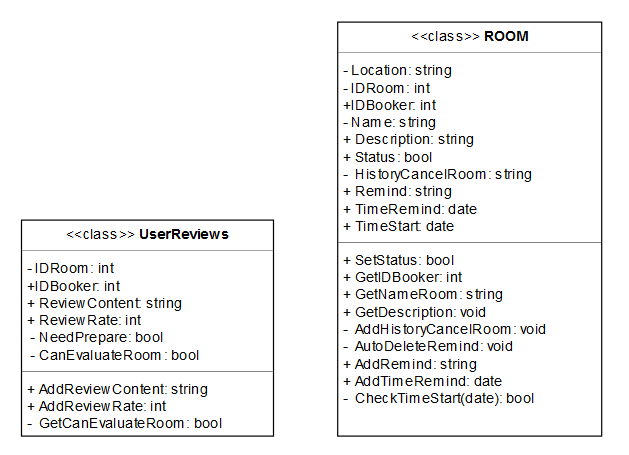 <<class>> UserReviews
- IDRoom: int
+IDBooker: int
+ ReviewContent: string
+ ReviewRate: int
- NeedPrepare: bool
- CanEvaluateRoom: bool
+ AddReviewContent: string
+ AddReviewRate: int
- GetCanEvaluateRoom: bool
<<class>> ROOM
- Location: string
- IDRoom: int
+IDBooker: int
- Name: string
+ Description: string
+ Status: bool
- HistoryCancelRoom: string
+ Remind: string
+ TimeRemind: date
+ TimeStart: date
+ SetStatus: bool
+ GetIDBooker: int
+ GetNameRoom: string
+ GetDescription: void
- AddHistoryCancelRoom: void
- AutoDeleteRemind: void
+ AddRemind: string
+ AddTimeRemind: date
- CheckTimeStart(date): bool